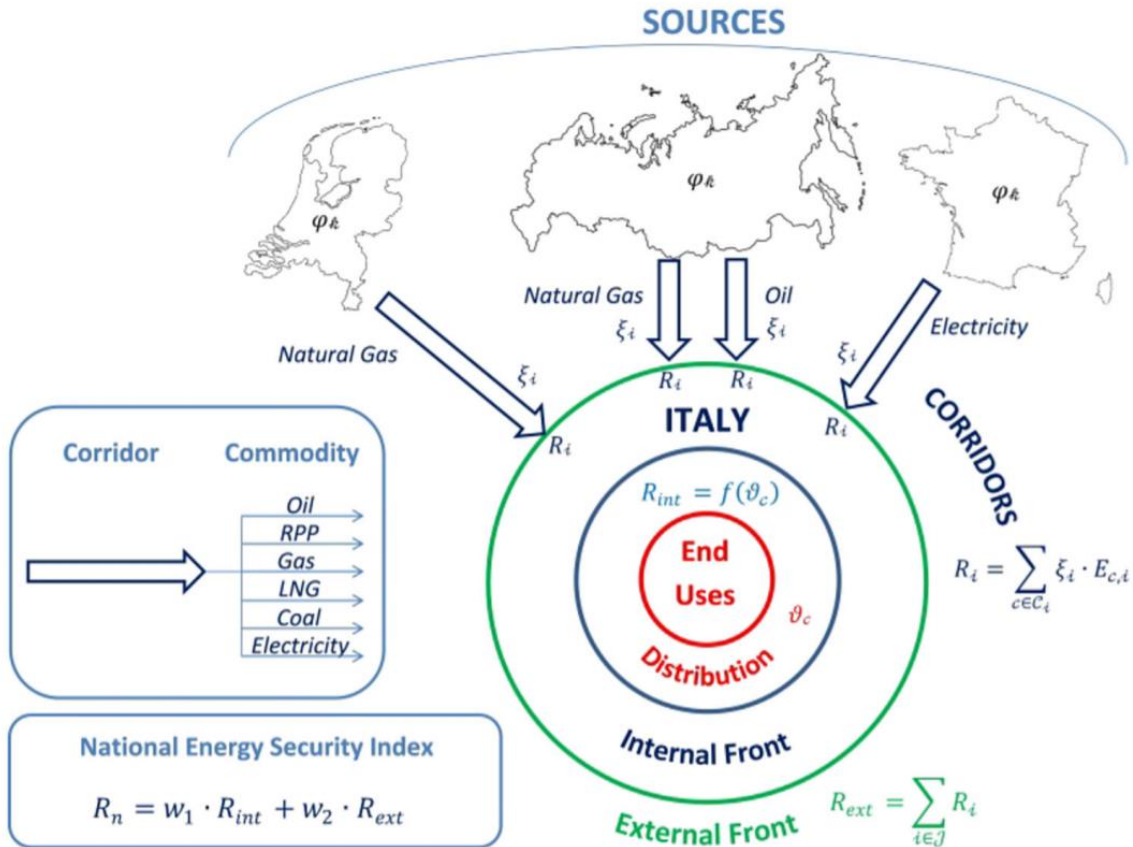 SOURCES
φ𝓀
φ𝓀
φ𝓀
Natural Gas
ξᵢ
Natural Gas
ξᵢ
Oil
ξᵢ
Electricity
ξᵢ
Rᵢ
Rᵢ
Rᵢ
Rᵢ
ITALY
CORRIDORS
R_int = f(ϑ_c)
End
Uses
ϑ_c
Distribution
Internal Front
External Front
Rᵢ = ∑_{c∈𝒞ᵢ} ξᵢ · E_{c,i}
R_ext = ∑_{i∈𝒥} Rᵢ
Corridor
Commodity
Oil
RPP
Gas
LNG
Coal
Electricity
National Energy Security Index
Rₙ = w₁ · R_int + w₂ · R_ext